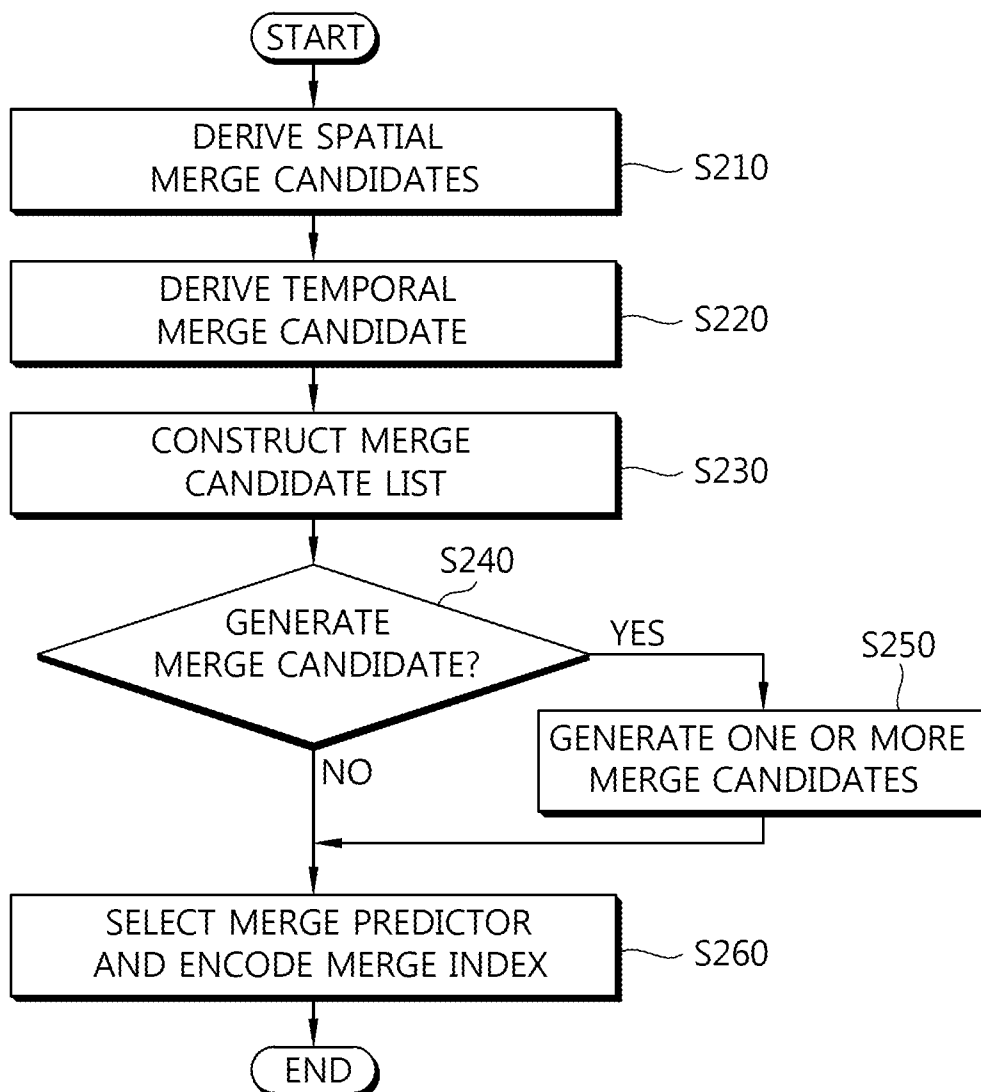 START
DERIVE SPATIAL
MERGE CANDIDATES
S210
DERIVE TEMPORAL
MERGE CANDIDATE
S220
CONSTRUCT MERGE
CANDIDATE LIST
S230
S240
GENERATE
MERGE CANDIDATE?
YES
S250
GENERATE ONE OR MORE
MERGE CANDIDATES
NO
SELECT MERGE PREDICTOR
AND ENCODE MERGE INDEX
S260
END